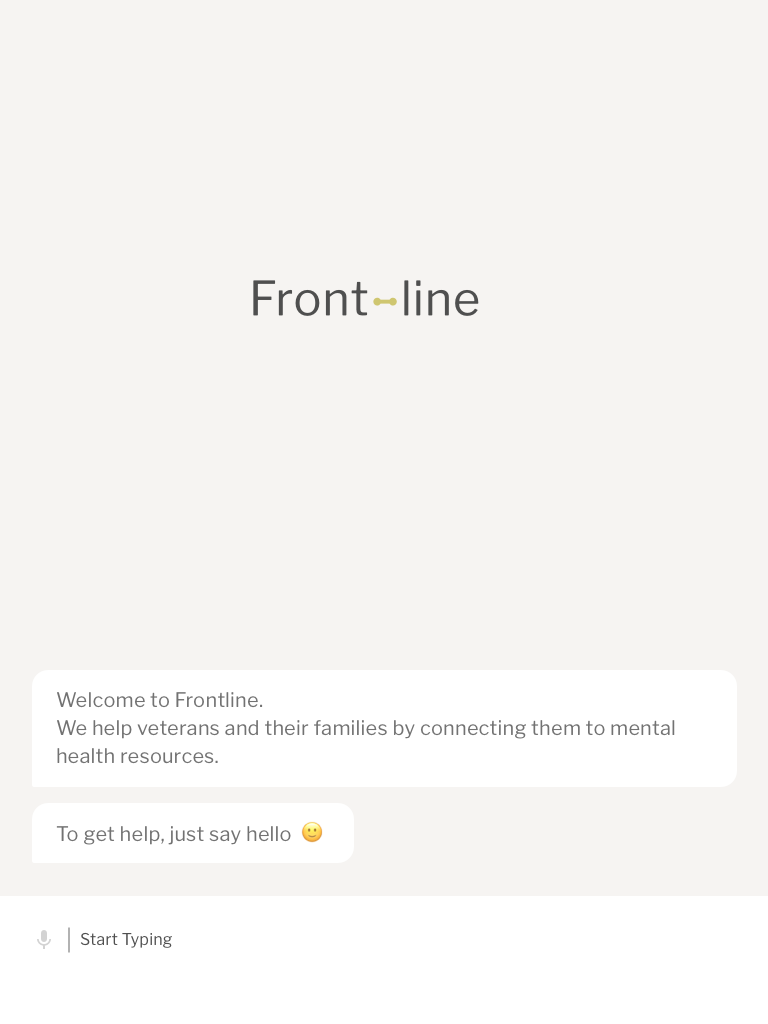 Front-line
Welcome to Frontline.
We help veterans and their families by connecting them to mental
health resources.
To get help, just say hello 🙂
Start Typing